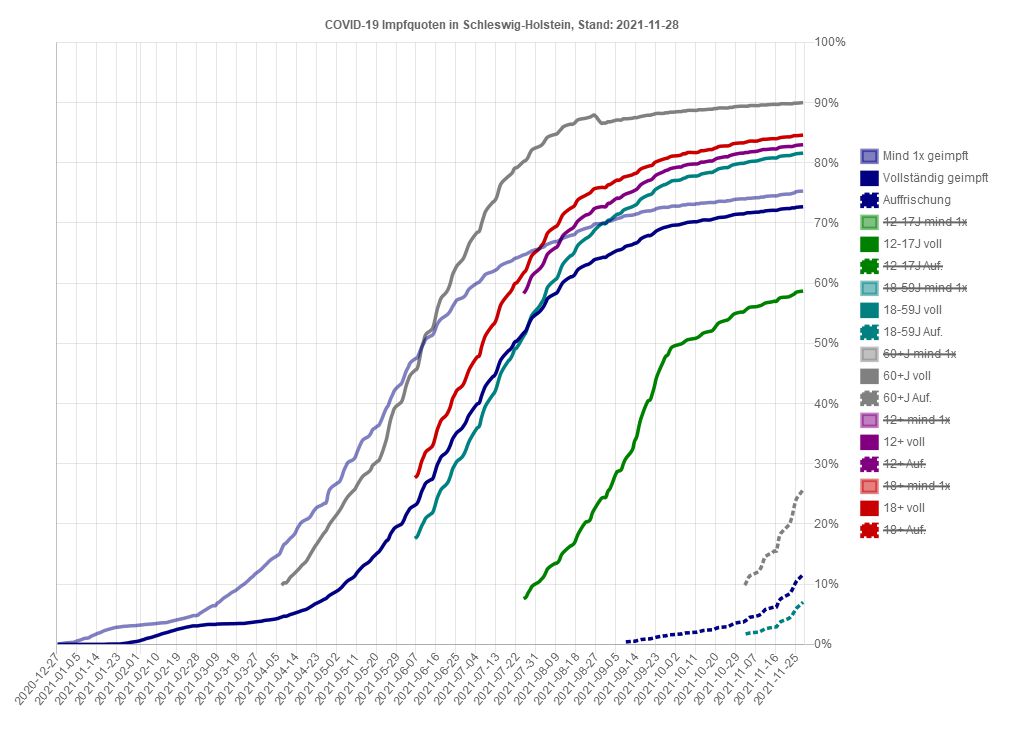 COVID-19 Impfquoten in Schleswig-Holstein, Stand: 2021-11-28
100%
90%
80%
70%
60%
50%
40%
30%
20%
10%
0%
Mind 1x geimpft
Vollständig geimpft
Auffrischung
12-17J mind 1x
12-17J voll
12-17J Auf.
18-59J mind 1x
18-59J voll
18-59J Auf.
60+J mind 1x
60+J voll
60+J Auf.
12+ mind 1x
12+ voll
12+ Auf.
18+ mind 1x
18+ voll
18+ Auf.
2020-12-27
2021-01-05
2021-01-14
2021-01-23
2021-02-01
2021-02-10
2021-02-19
2021-02-28
2021-03-09
2021-03-18
2021-03-27
2021-04-05
2021-04-14
2021-04-23
2021-05-02
2021-05-11
2021-05-20
2021-05-29
2021-06-07
2021-06-16
2021-06-25
2021-07-04
2021-07-13
2021-07-22
2021-07-31
2021-08-09
2021-08-18
2021-08-27
2021-09-05
2021-09-14
2021-09-23
2021-10-02
2021-10-11
2021-10-20
2021-10-29
2021-11-07
2021-11-16
2021-11-25